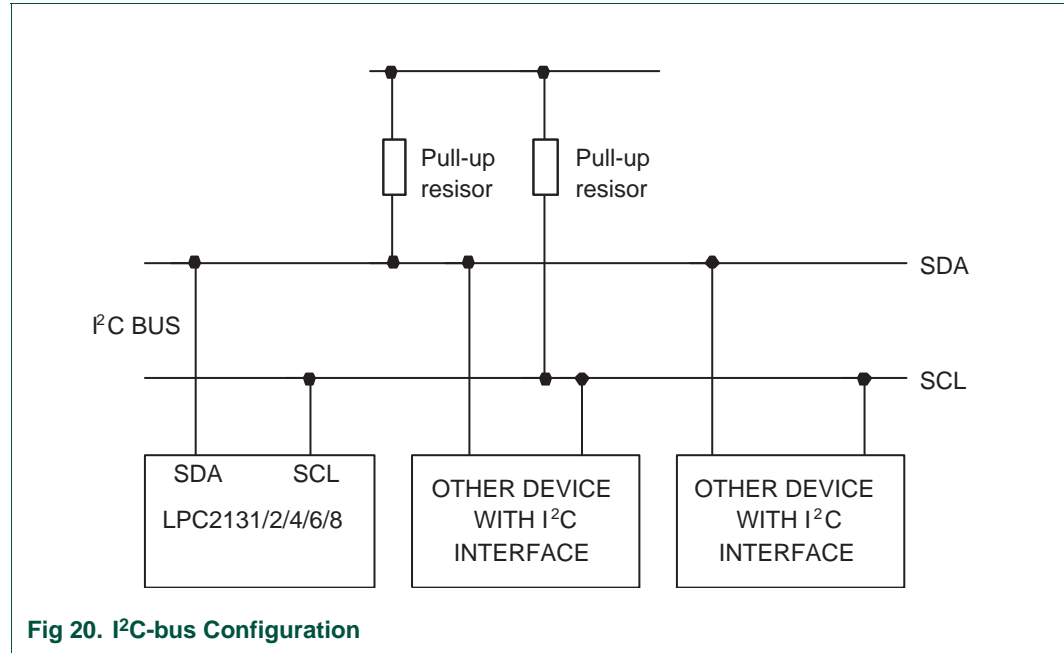 Pull-up
resisor
Pull-up
resisor
SDA
I²C BUS
SCL
SDA SCL
LPC2131/2/4/6/8
OTHER DEVICE
WITH I²C
INTERFACE
OTHER DEVICE
WITH I²C
INTERFACE
Fig 20. I²C-bus Configuration